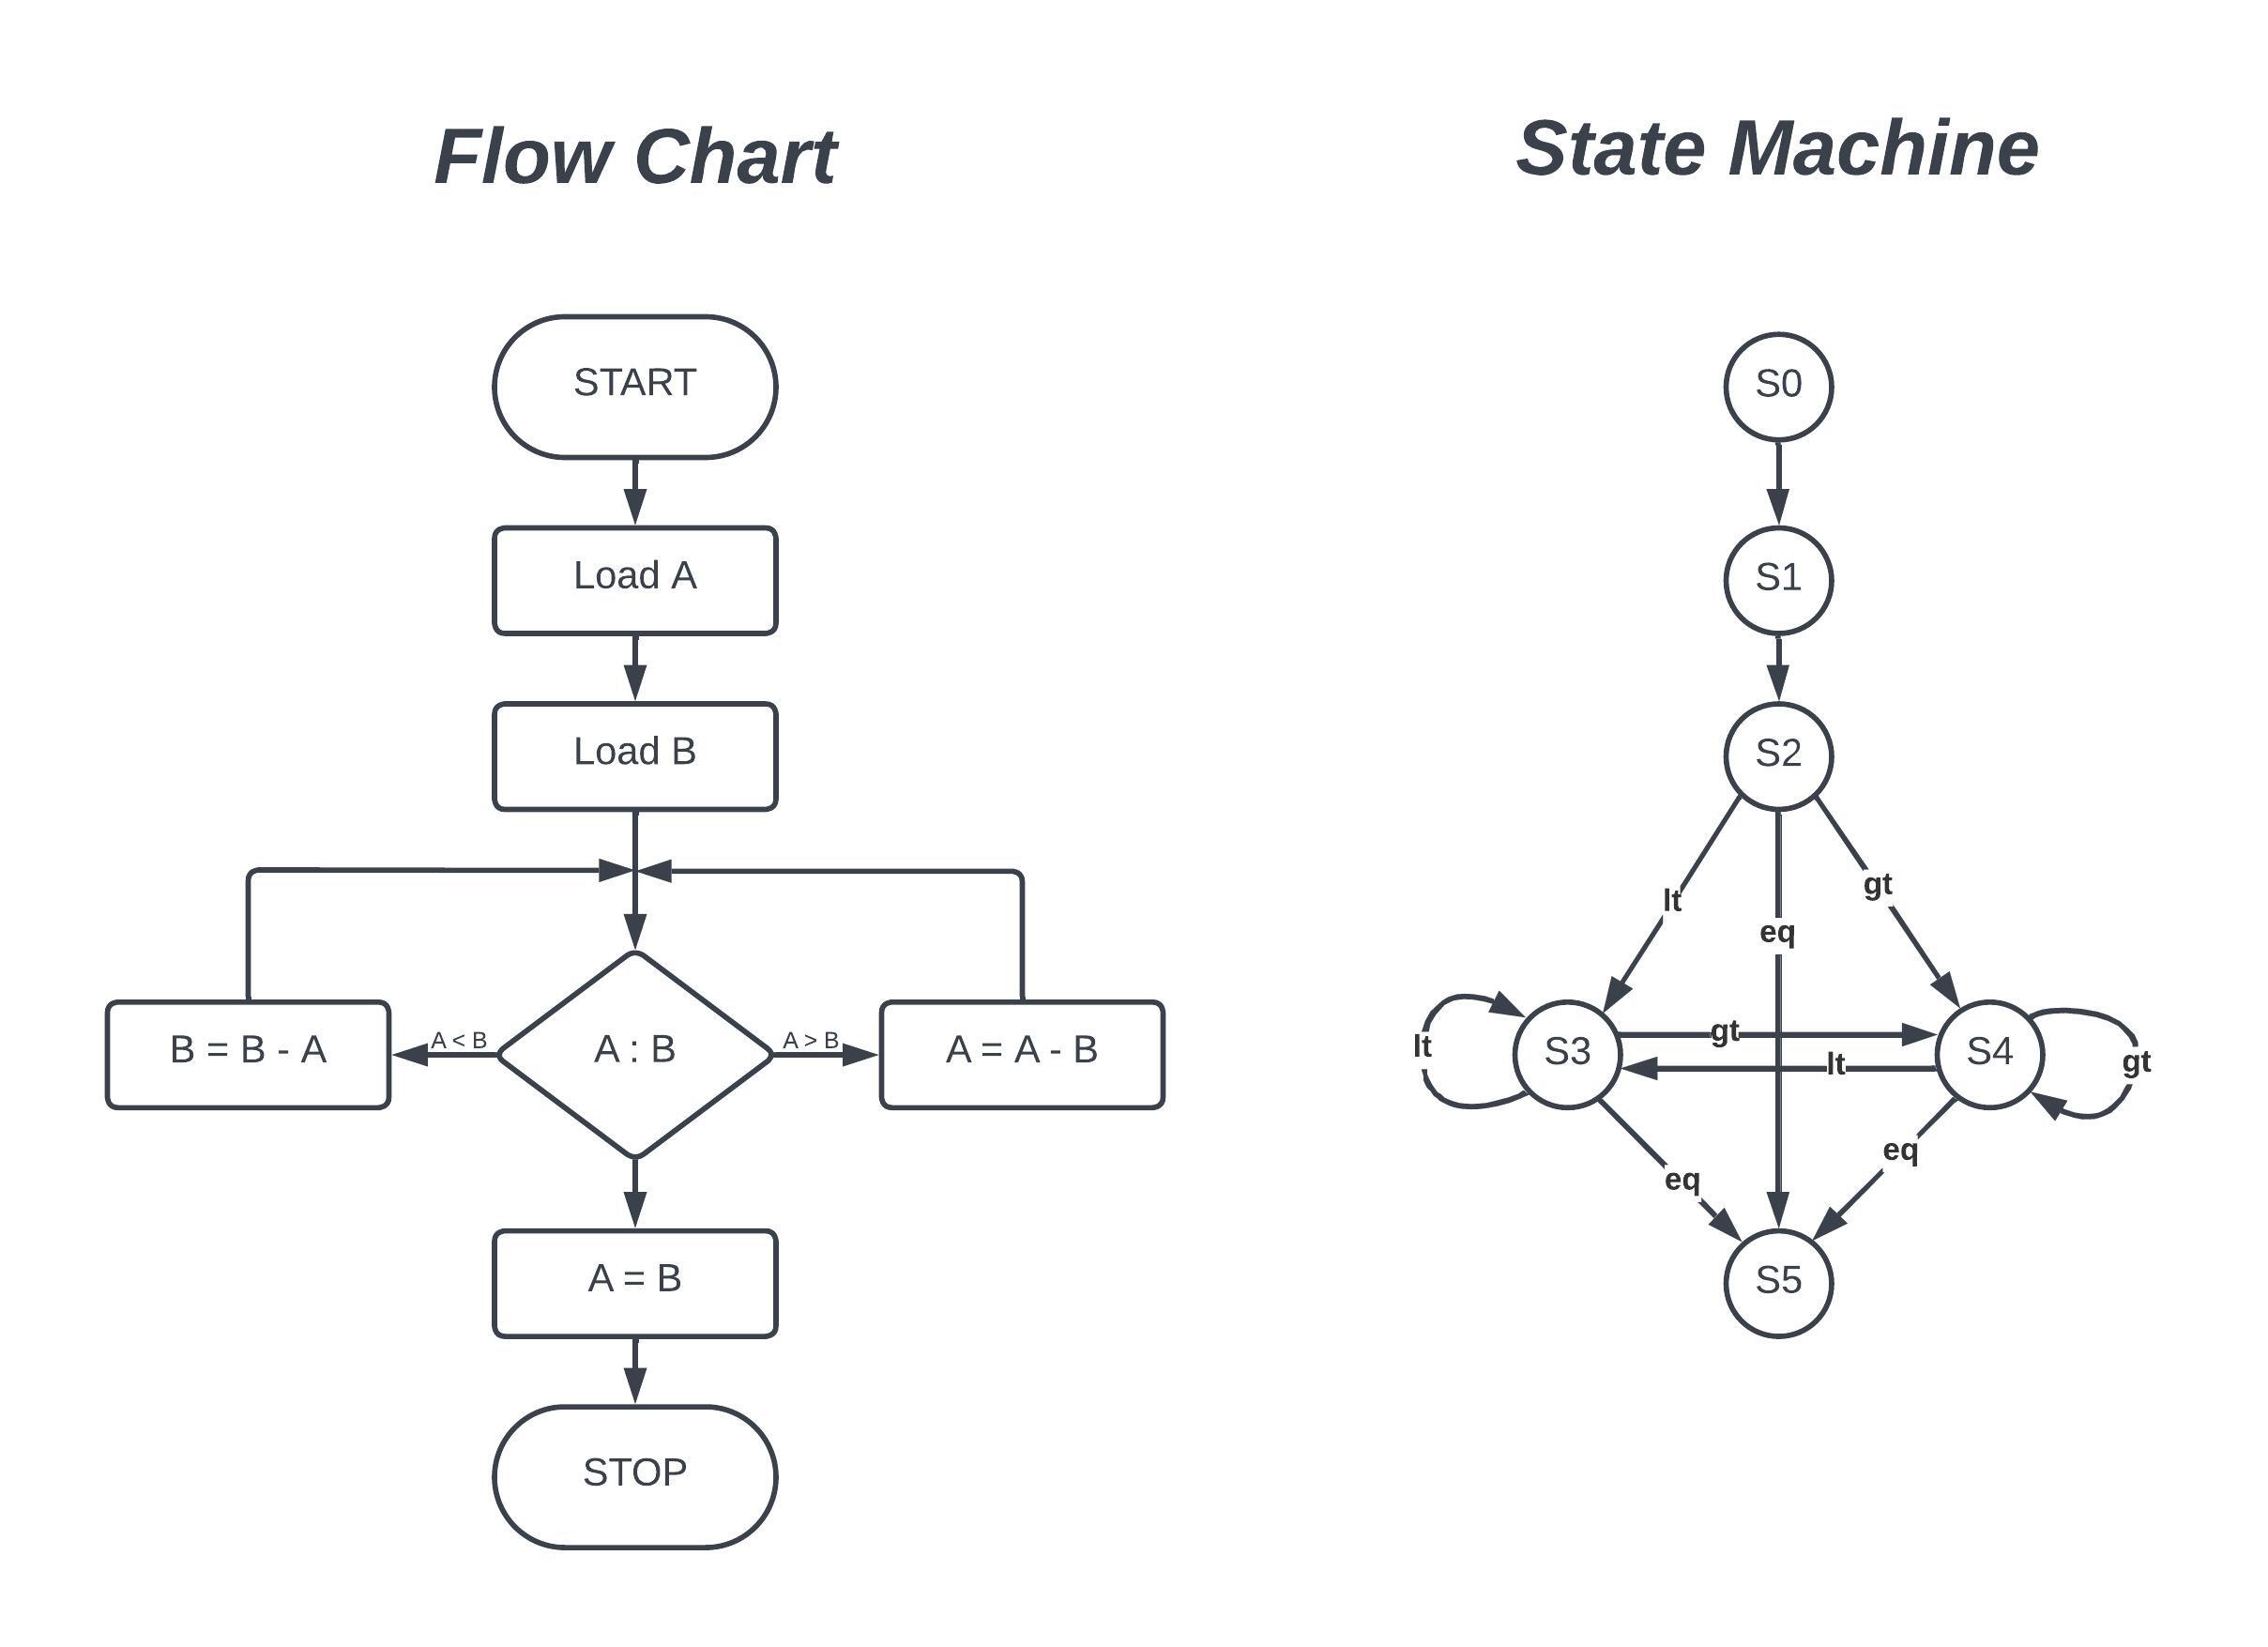 Flow Chart
START
Load A
Load B
B = B - A
A < B
A : B
A > B
A = A - B
A = B
STOP
State Machine
S0
S1
S2
lt
eq
gt
lt
S3
gt
lt
S4
gt
eq
eq
S5